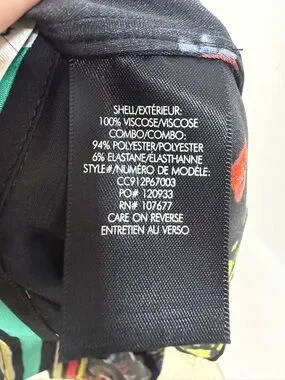 SHELL/EXTÉRIEUR:
100% VISCOSE/VISCOSE
COMBO/COMBO:
94% POLYESTER/POLYESTER
6% ELASTANE/ELASTHANNE
STYLE#/NUMÉRO DE MODÈLE:
CC912P67003
PO# 120933
RN# 107677
CARE ON REVERSE
ENTRETIEN AU VERSO